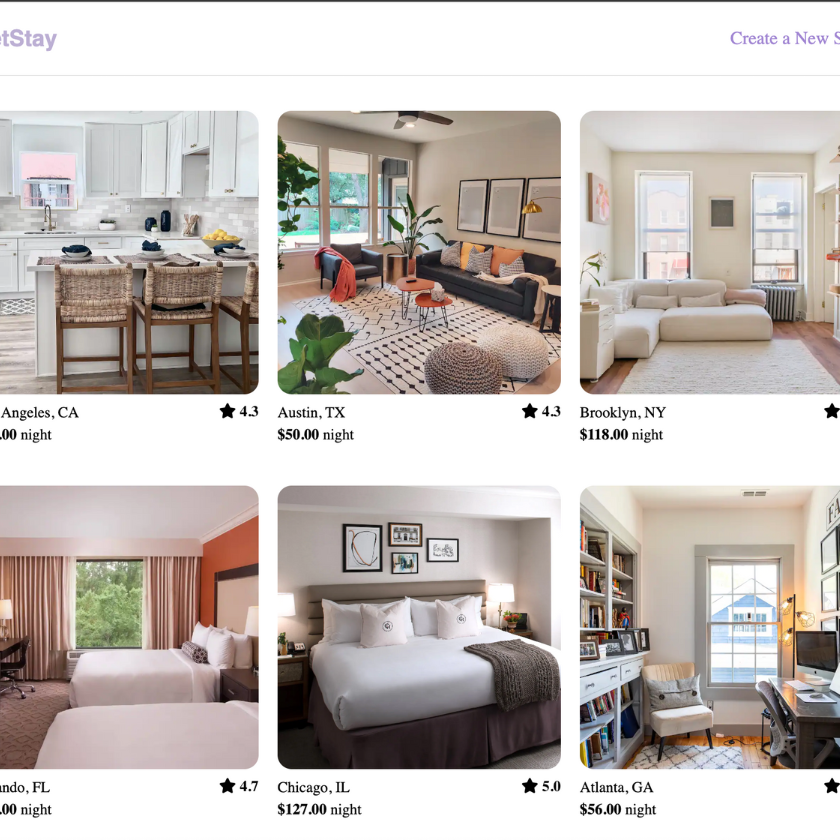 etStay
Create a New S
Angeles, CA
4.3
.00 night
Austin, TX
4.3
$50.00 night
Brooklyn, NY
$118.00 night
ando, FL
4.7
.00 night
Chicago, IL
5.0
$127.00 night
Atlanta, GA
$56.00 night